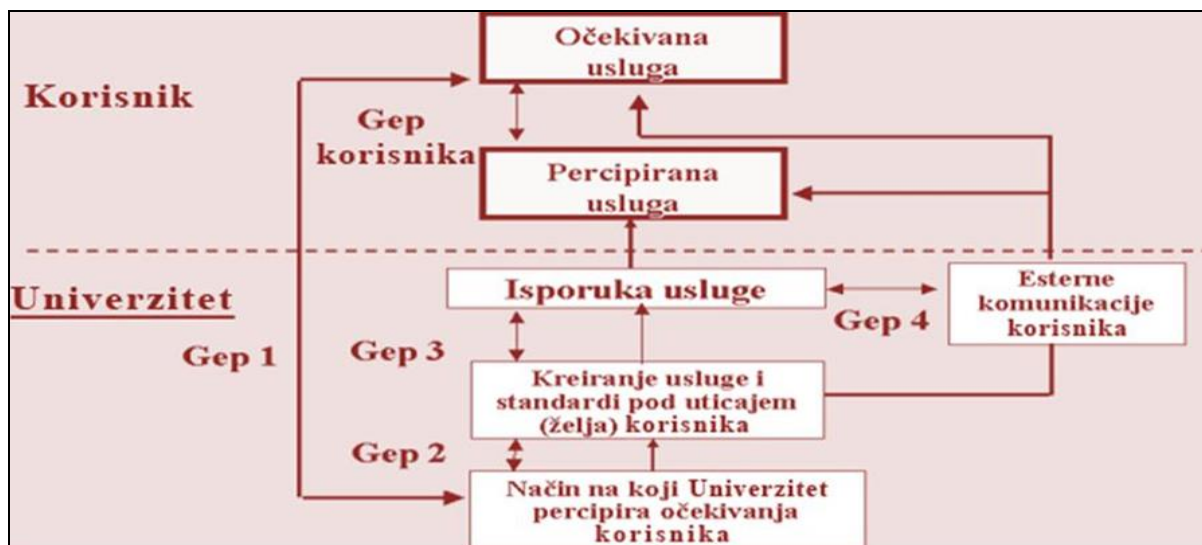 Očekivana
usluga
Korisnik
Gep
korisnika
Percipirana
usluga
Univerzitet
Isporuka usluge
Esterne
komunikacije
korisnika
Gep 4
Gep 1
Gep 3
Kreiranje usluge i
standardi pod uticajem
(želja) korisnika
Gep 2
Način na koji Univerzitet
percipira očekivanja
korisnika